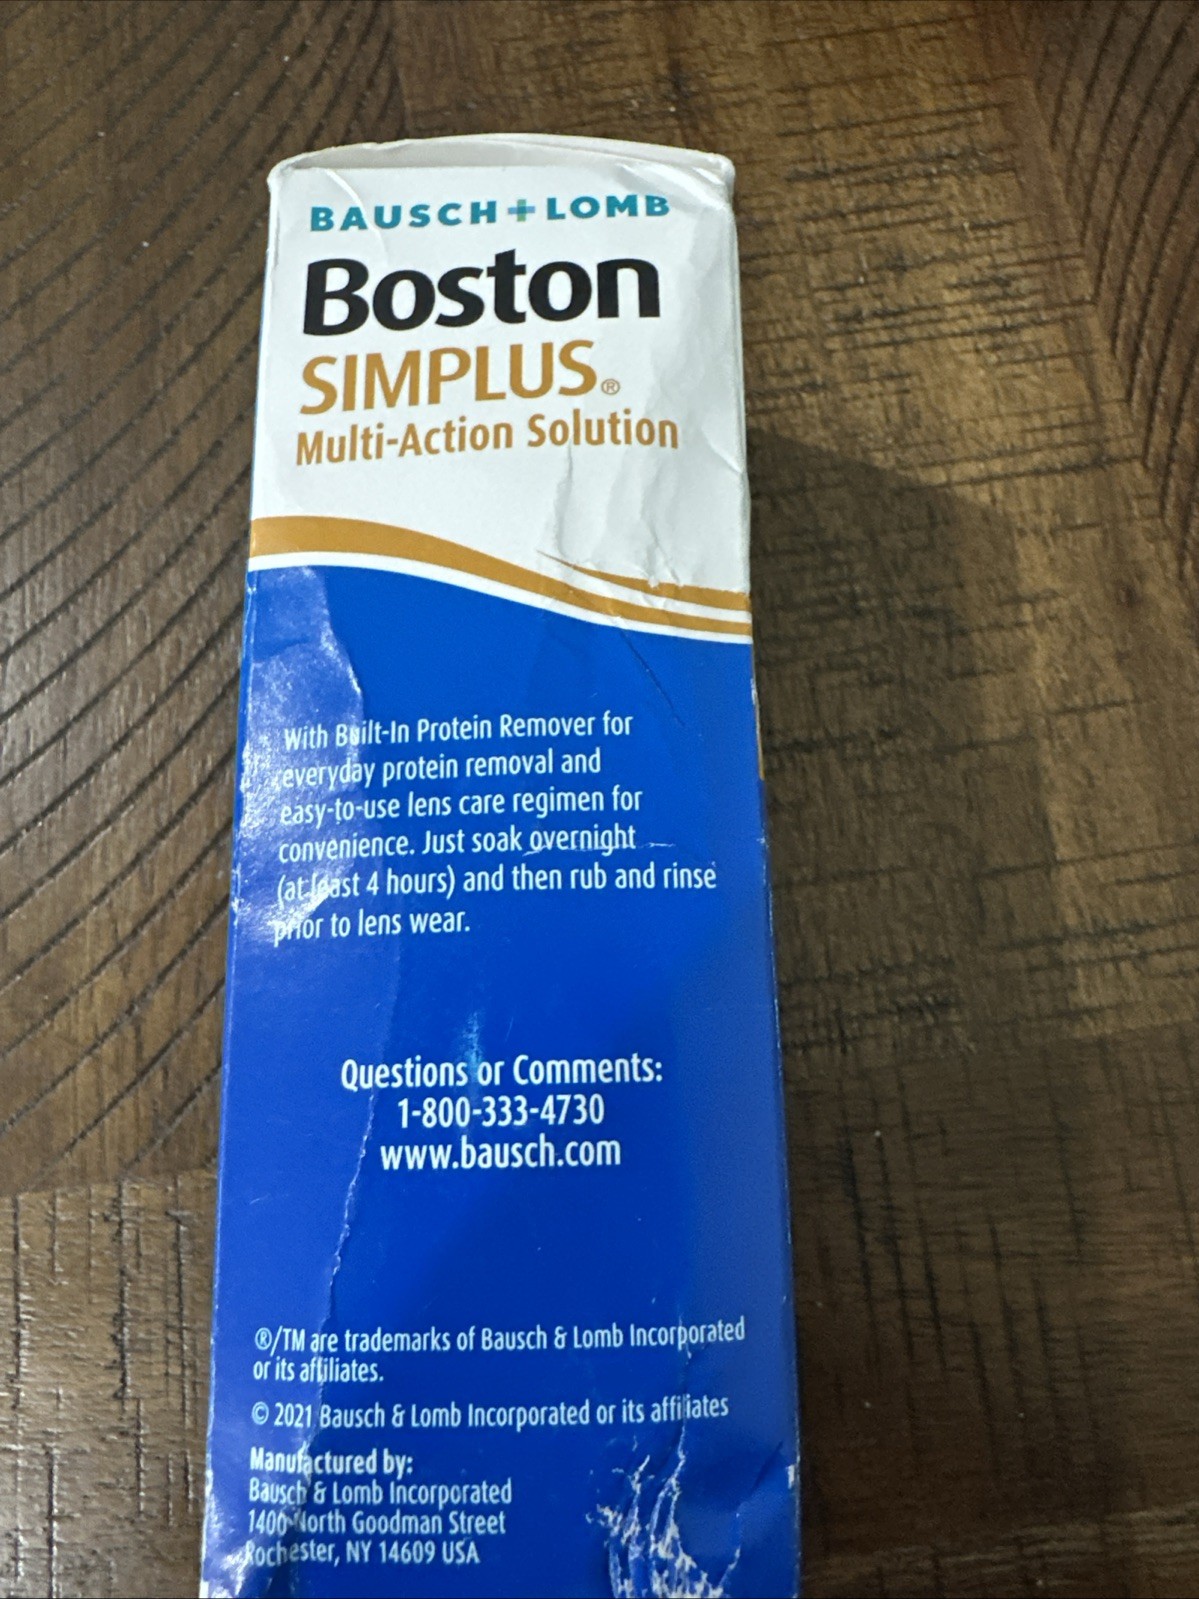 BAUSCH + LOMB
Boston
SIMPLUS®
Multi-Action Solution
With Built-In Protein Remover for
everyday protein removal and
easy-to-use lens care regimen for
convenience. Just soak overnight
(at least 4 hours) and then rub and rinse
prior to lens wear.
Questions or Comments:
1-800-333-4730
www.bausch.com
®/TM are trademarks of Bausch & Lomb Incorporated
or its affiliates.
© 2021 Bausch & Lomb Incorporated or its affiliates
Manufactured by:
Bausch & Lomb Incorporated
1400 North Goodman Street
Rochester, NY 14609 USA